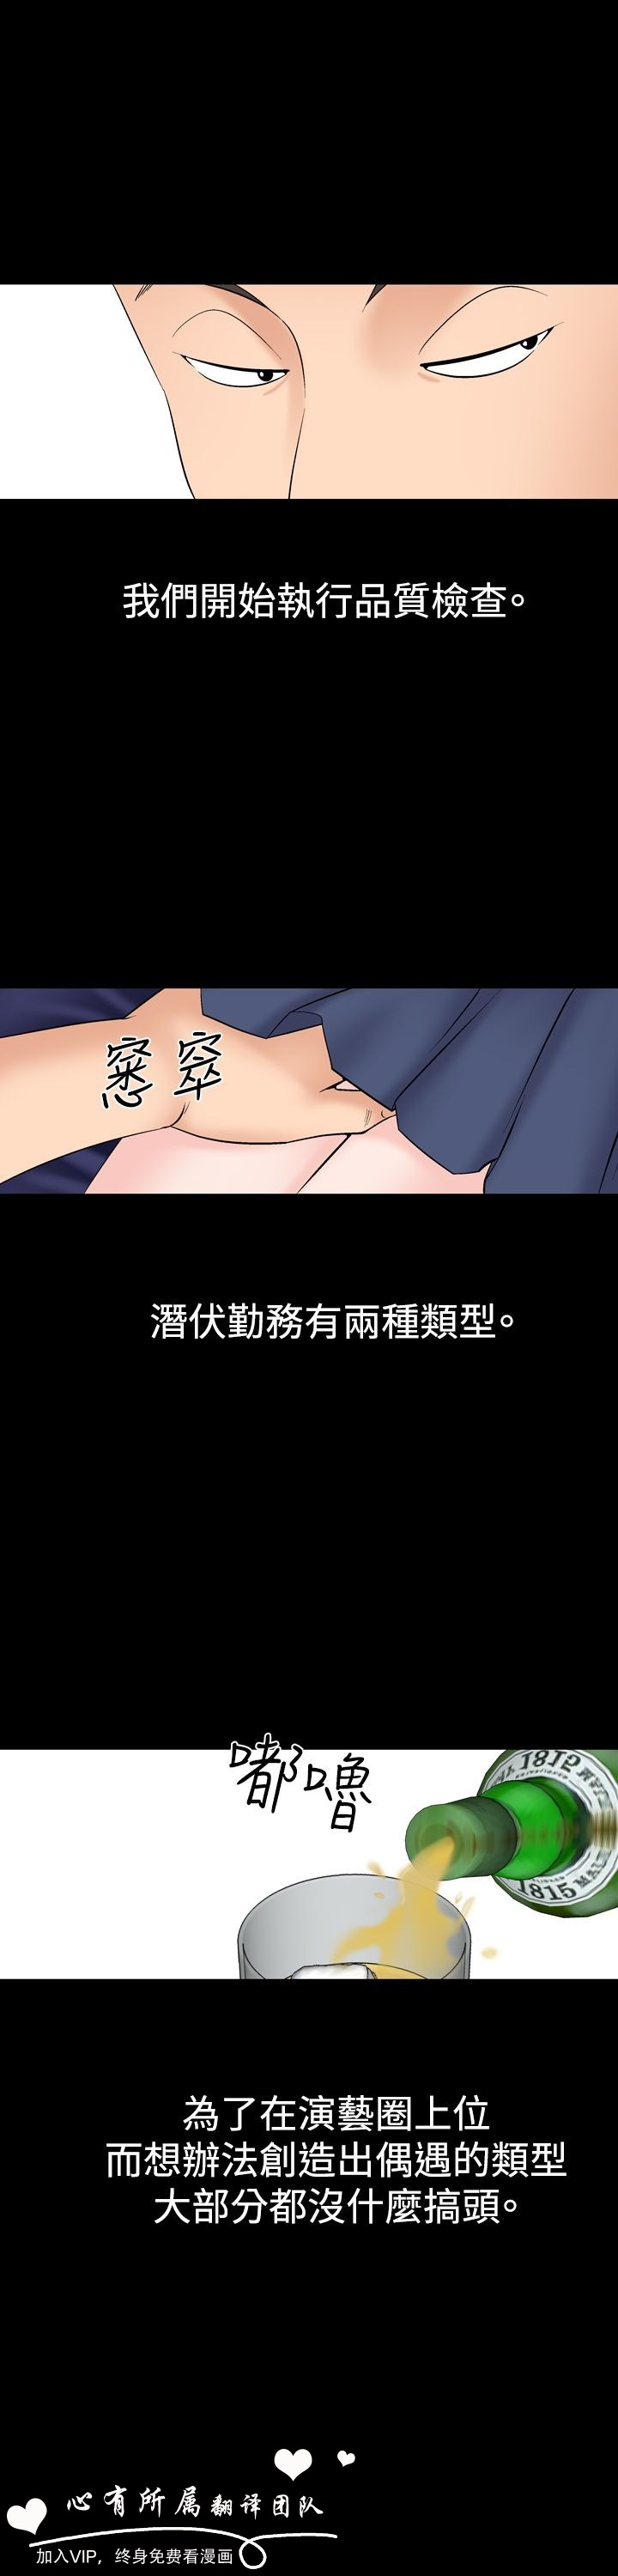 我們開始執行品質檢查。
窸窣
潛伏勤務有兩種類型。
嘟嚕
1815
1815
為了在演藝圈上位
而想辦法創造出偶遇的類型
大部分都沒什麼搞頭。
心有所属翻译团队
加入VIP，终身免费看漫画